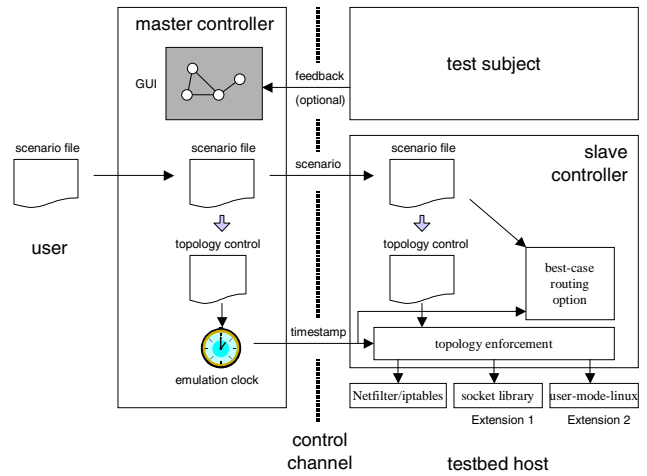 master controller
GUI
feedback
(optional)
test subject
scenario file
scenario file
scenario
scenario file
slave
controller
user
topology control
topology control
best-case
routing
option
timestamp
topology enforcement
emulation clock
Netfilter/iptables
socket library
user-mode-linux
Extension 1
Extension 2
control
channel
testbed host